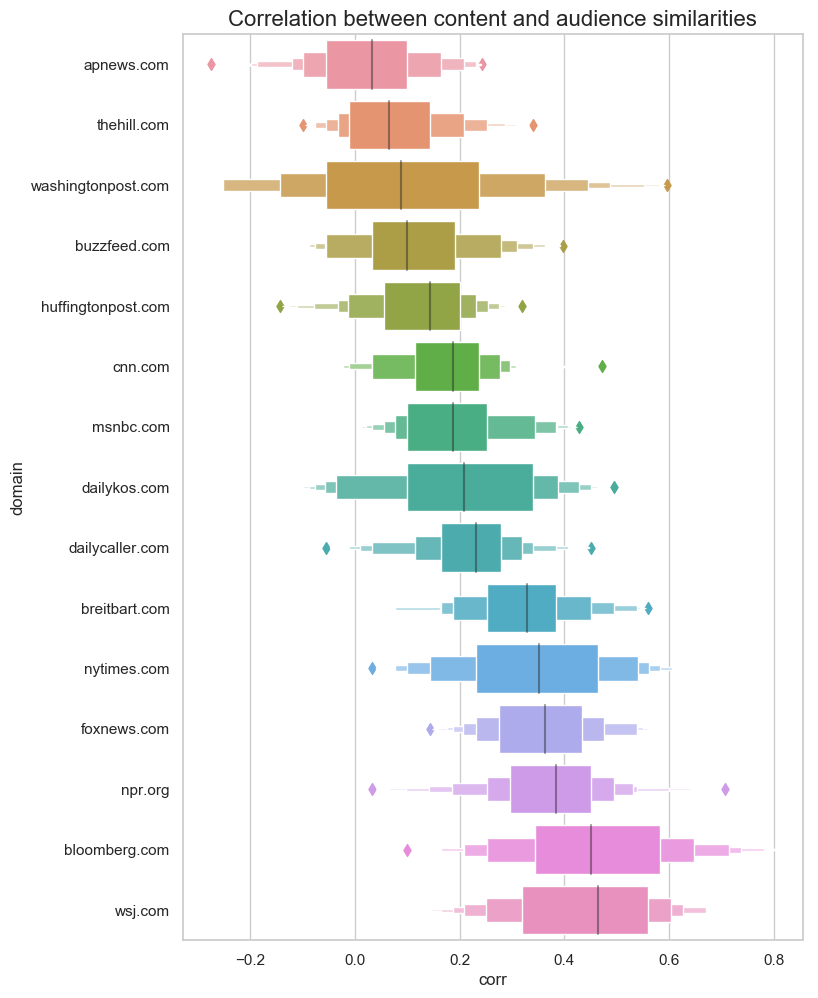 Correlation between content and audience similarities
apnews.com
thehill.com
washingtonpost.com
buzzfeed.com
huffingtonpost.com
cnn.com
msnbc.com
dailykos.com
dailycaller.com
breitbart.com
nytimes.com
foxnews.com
npr.org
bloomberg.com
wsj.com
domain
−0.2 0.0 0.2 0.4 0.6 0.8
corr